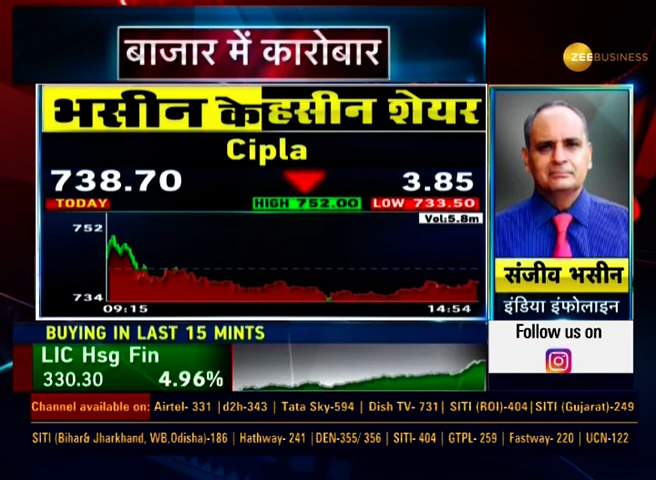 बाजार में कारोबार
ZEEBUSINESS
भसीन के हसीन शेयर
Cipla
738.70 3.85
TODAY HIGH 752.00 LOW 733.50
Vol:5.8m
752
734
09:15 14:54
संजीव भसीन
इंडिया इंफोलाइन
BUYING IN LAST 15 MINTS
LIC Hsg Fin
330.30 4.96%
Follow us on
Channel available on: Airtel- 331 |d2h-343 | Tata Sky-594 | Dish TV- 731| SITI (ROI)-404|SITI (Gujarat)-249
SITI (Bihar& Jharkhand, WB,Odisha)-186 | Hathway- 241 |DEN-355/ 356 | SITI- 404 | GTPL- 259 | Fastway- 220 | UCN-122